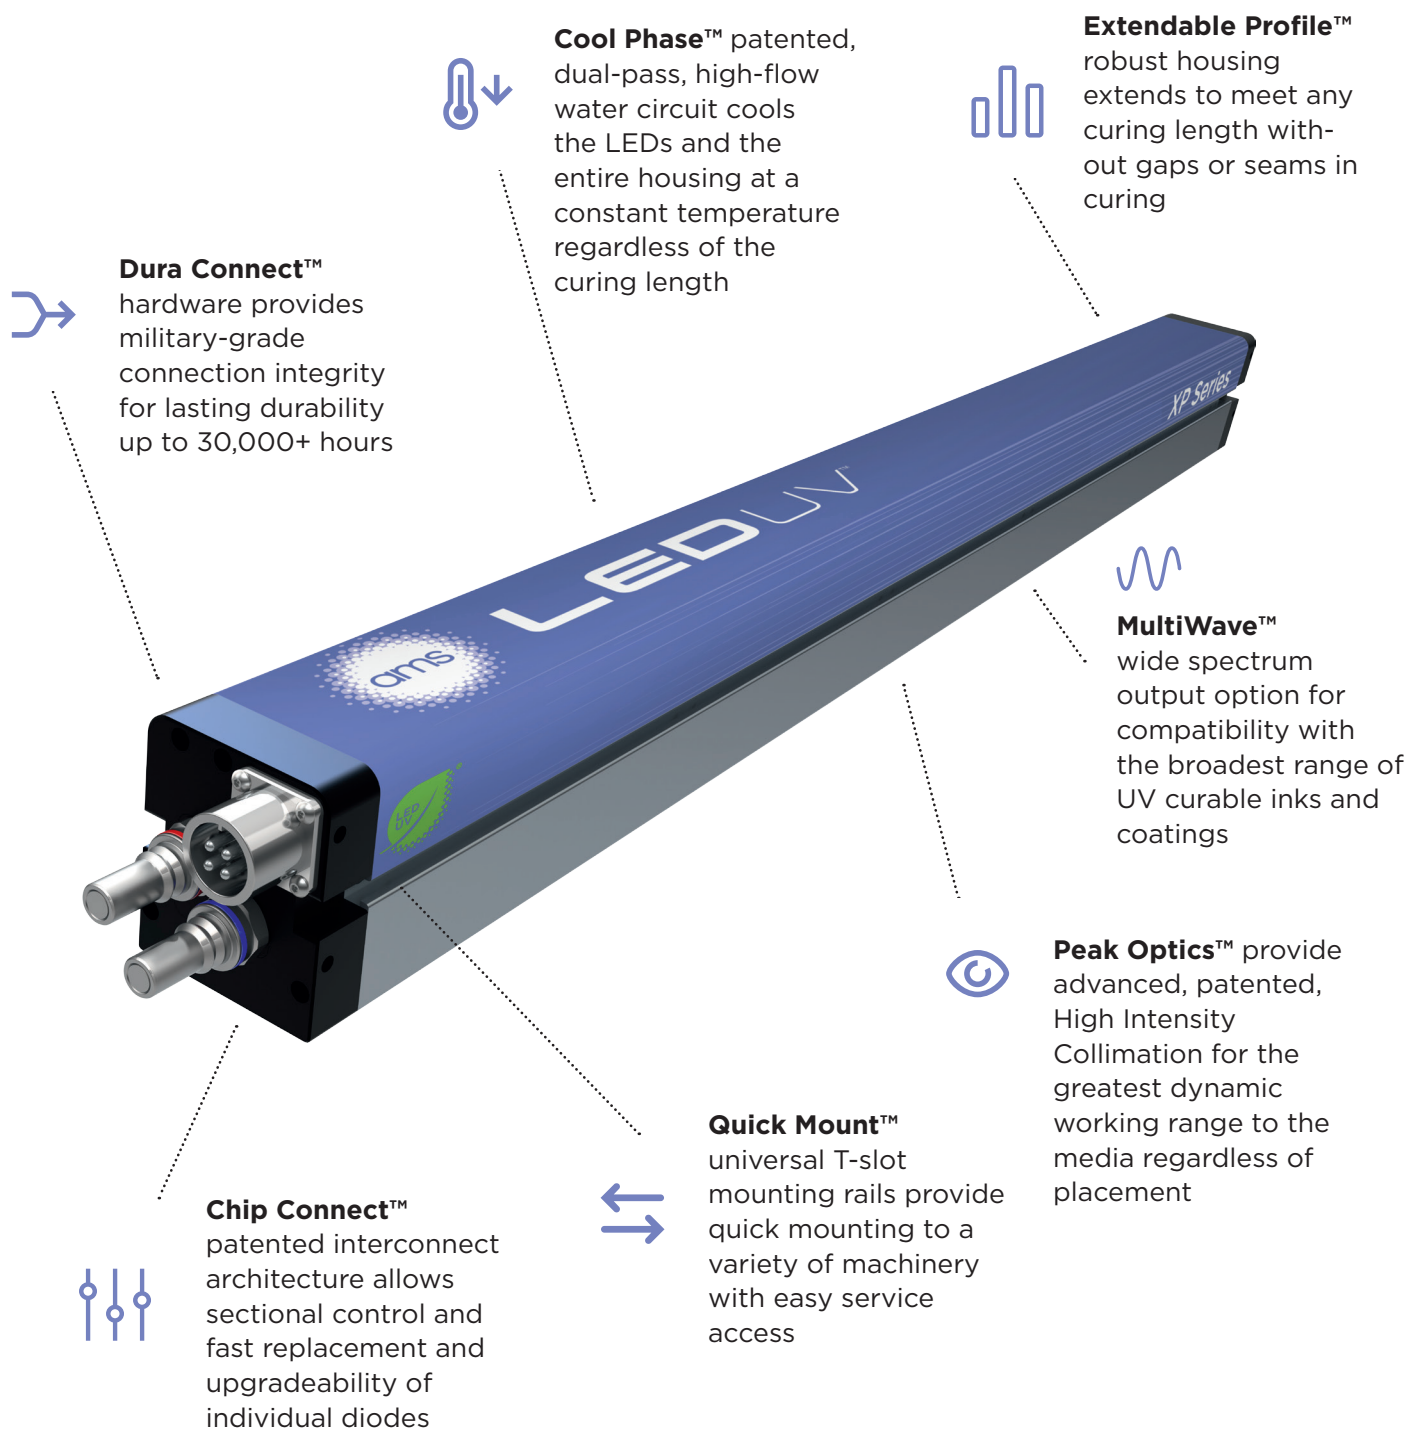 Cool Phase™ patented,
dual-pass, high-flow
water circuit cools
the LEDs and the
entire housing at a
constant temperature
regardless of the
curing length
Extendable Profile™
robust housing
extends to meet any
curing length with-
out gaps or seams in
curing
Dura Connect™
hardware provides
military-grade
connection integrity
for lasting durability
up to 30,000+ hours
XP Series
LED UV™
ams
LED
UV
MultiWave™
wide spectrum
output option for
compatibility with
the broadest range of
UV curable inks and
coatings
Peak Optics™ provide
advanced, patented,
High Intensity
Collimation for the
greatest dynamic
working range to the
media regardless of
placement
Quick Mount™
universal T-slot
mounting rails provide
quick mounting to a
variety of machinery
with easy service
access
Chip Connect™
patented interconnect
architecture allows
sectional control and
fast replacement and
upgradeability of
individual diodes